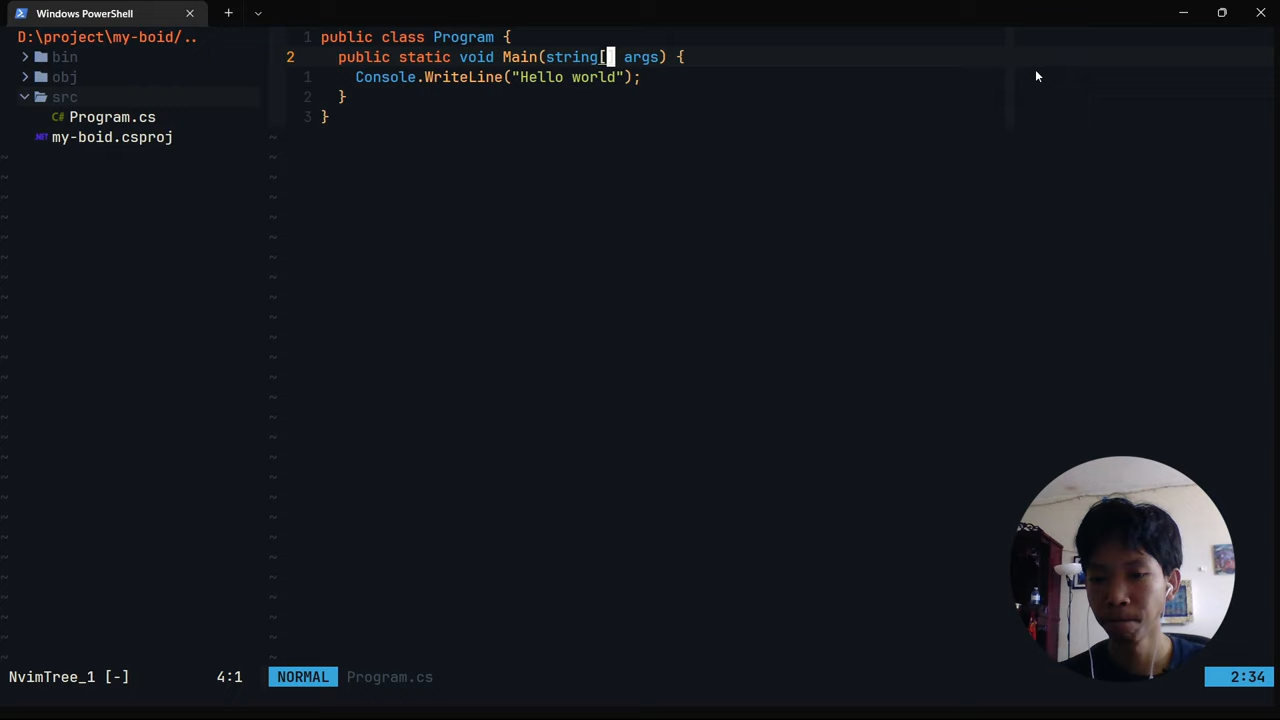 Windows PowerShell
D:\project\my-boid/..
bin
obj
src
C# Program.cs
.NET my-boid.csproj
1 public class Program {
2 public static void Main(string[] args) {
1 Console.WriteLine("Hello world");
2 }
3 }
~
NvimTree_1 [-] 4:1
NORMAL Program.cs 2:34